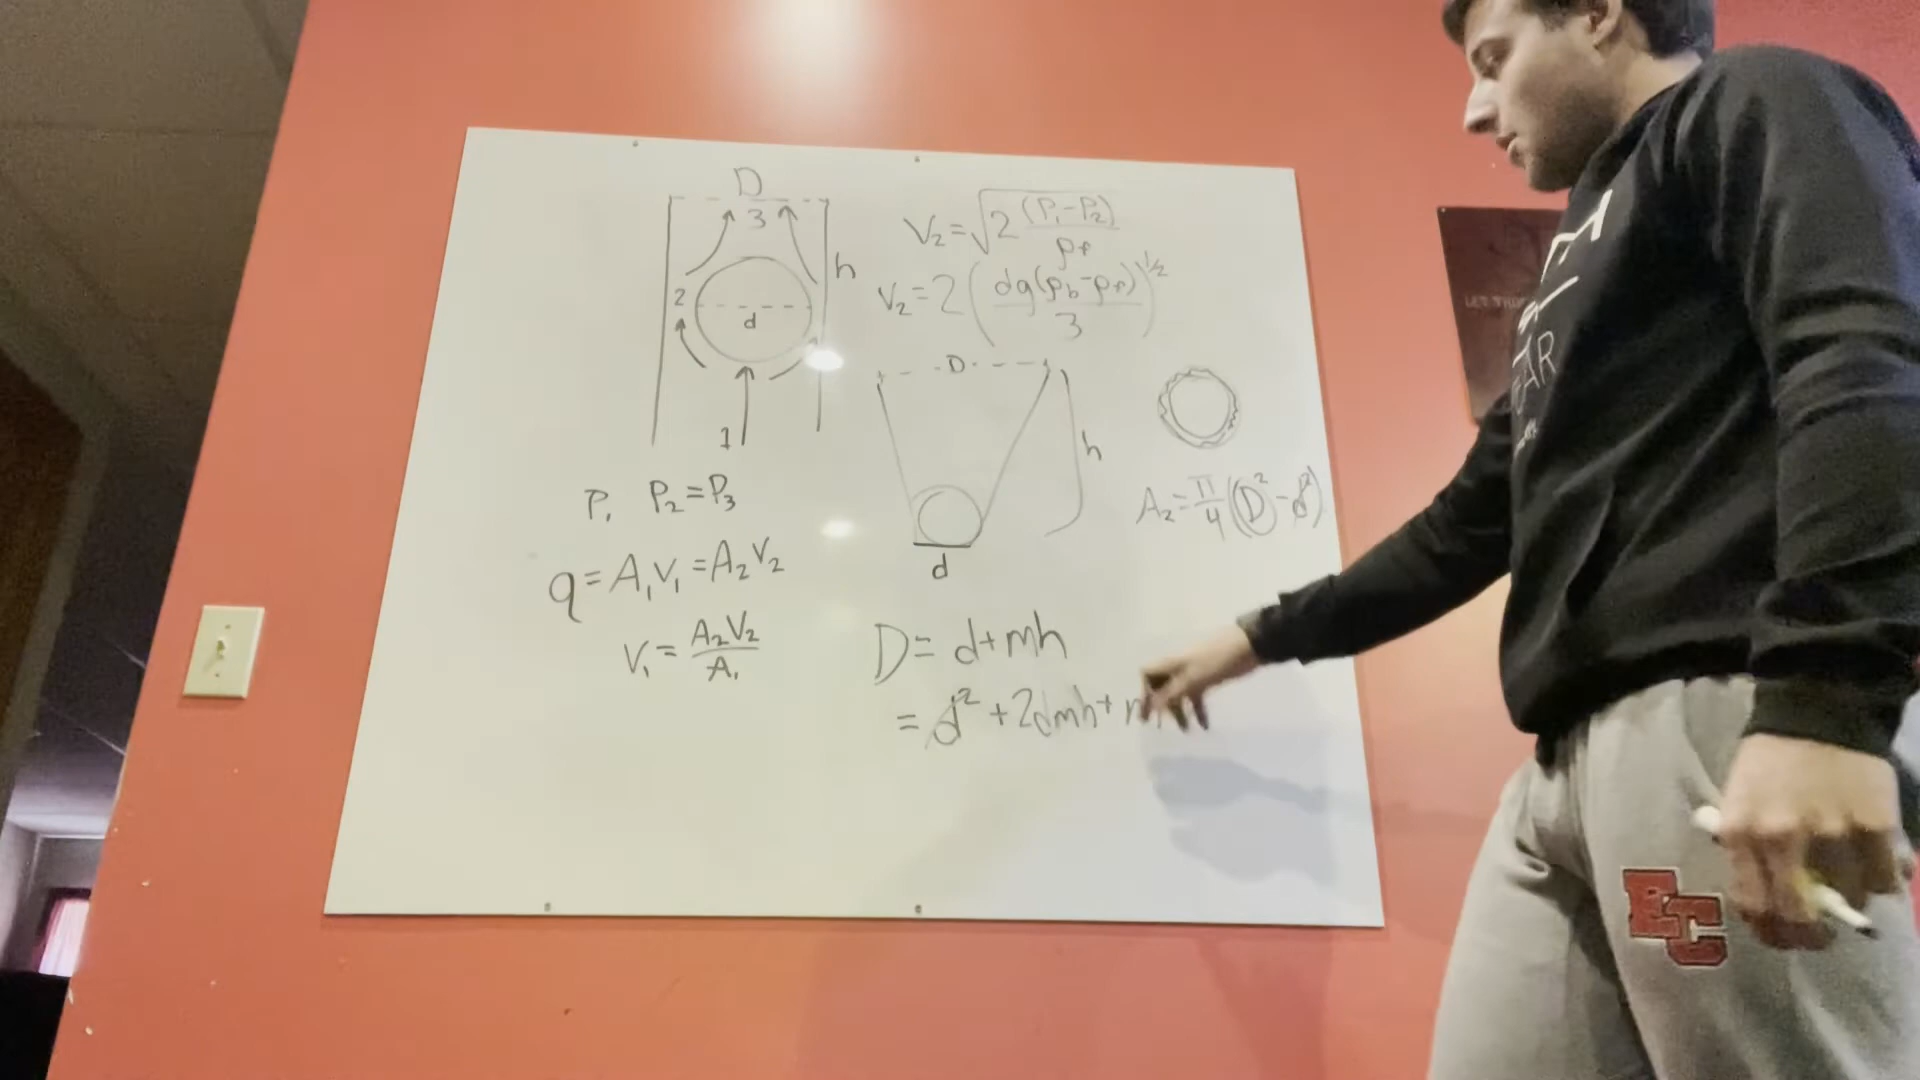 D
3
h
2
d
1
P₁ P₂=P₃
q=A₁V₁=A₂V₂
V₁=A₂V₂/A₁
V₂=√(2(P₁-P₂)/ρf)
V₂=2(dg(ρb-ρf)/3)^1/2
D
h
d
A₂=π/4(D²-d²)
D=d+mh
=d²+2dmh+m
EC